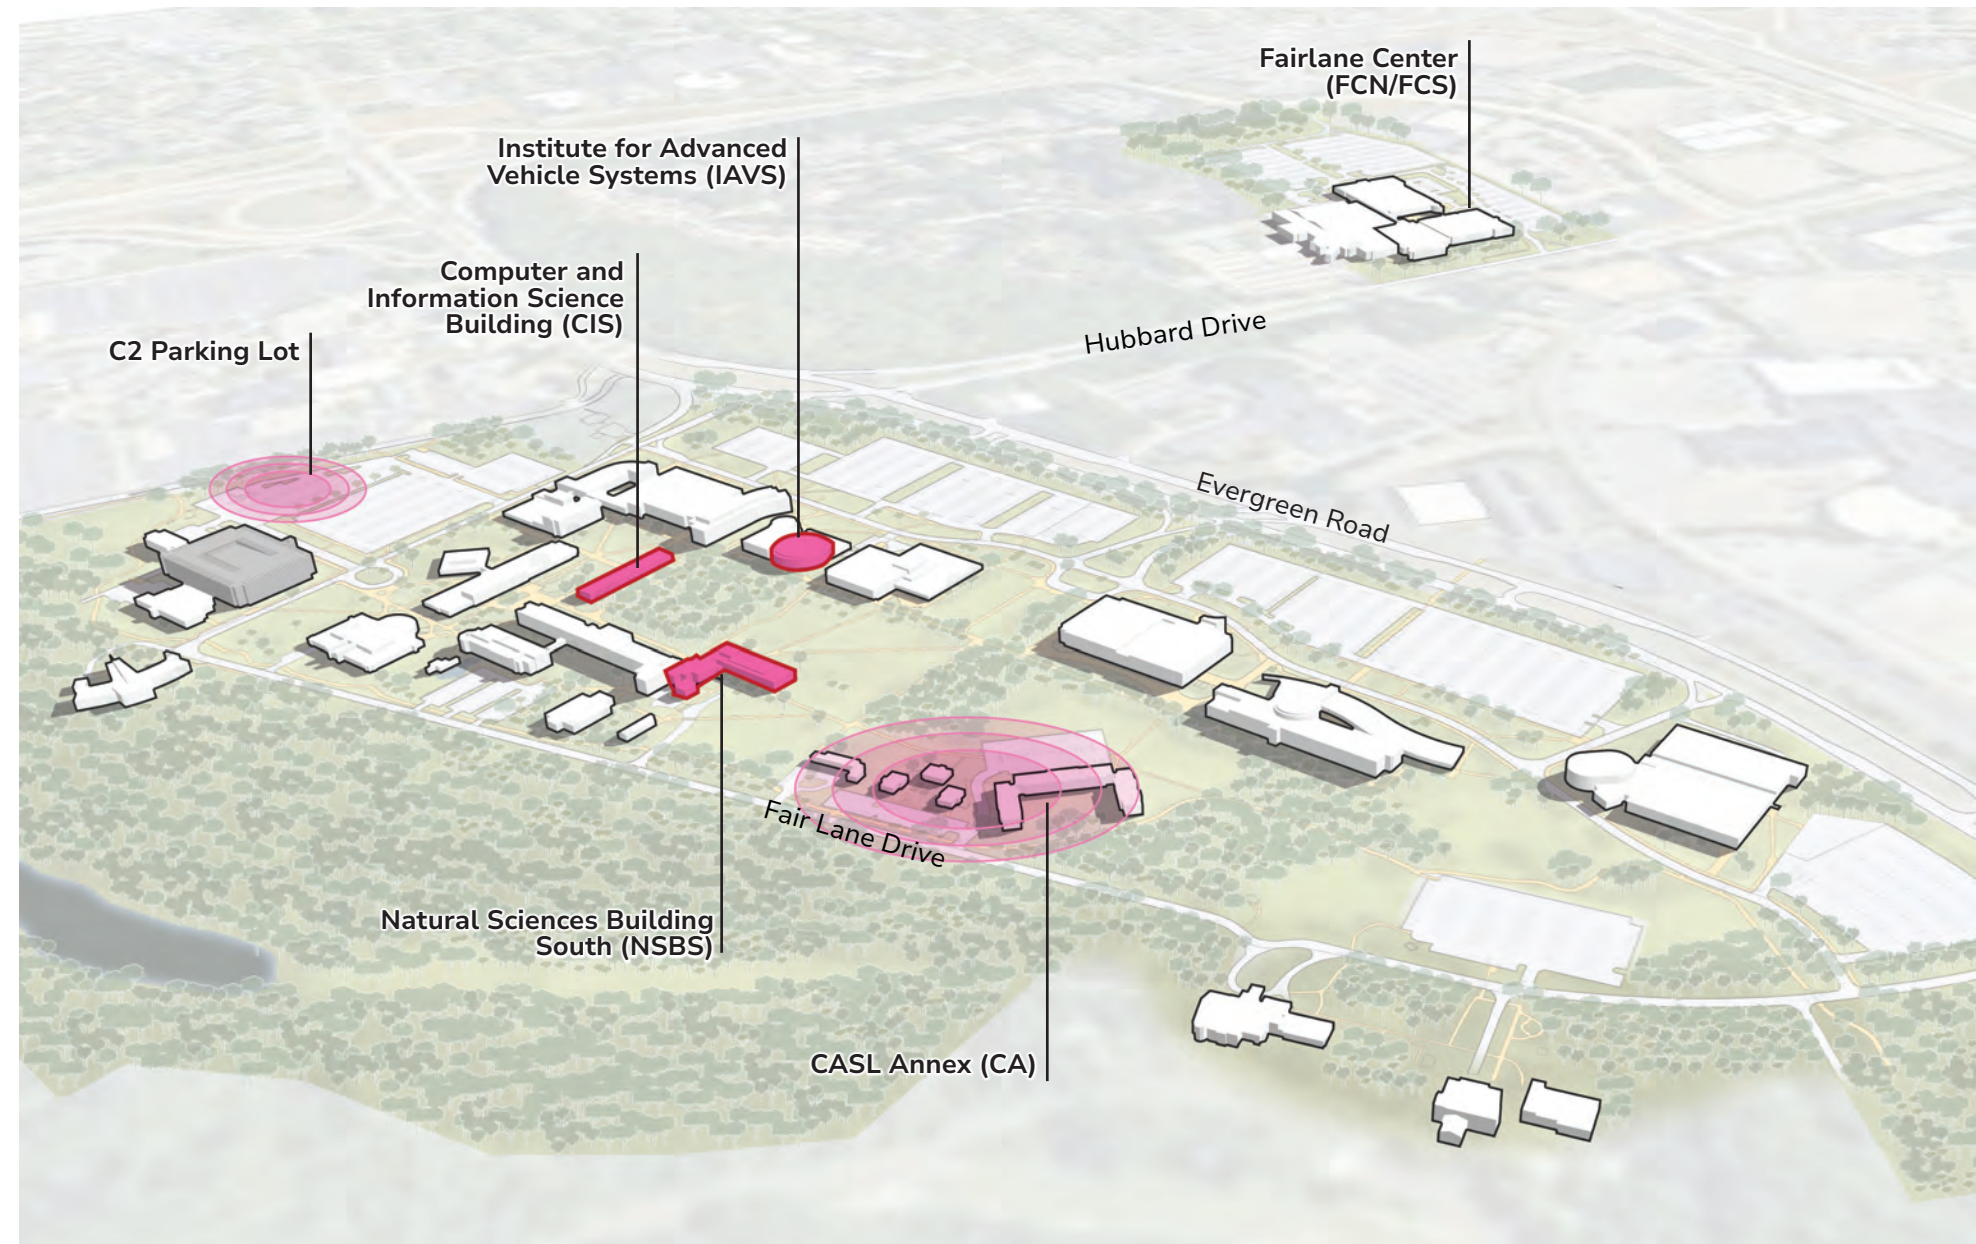 Fairlane Center
(FCN/FCS)
Institute for Advanced
Vehicle Systems (IAVS)
Computer and
Information Science
Building (CIS)
C2 Parking Lot
Hubbard Drive
Evergreen Road
Fair Lane Drive
Natural Sciences Building
South (NSBS)
CASL Annex (CA)